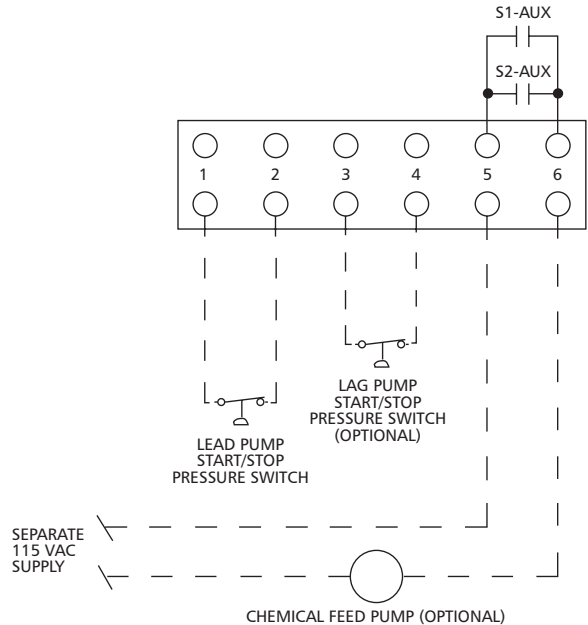 S1-AUX
S2-AUX
1 2 3 4 5 6
LAG PUMP
START/STOP
PRESSURE SWITCH
(OPTIONAL)
LEAD PUMP
START/STOP
PRESSURE SWITCH
SEPARATE
115 VAC
SUPPLY
CHEMICAL FEED PUMP (OPTIONAL)